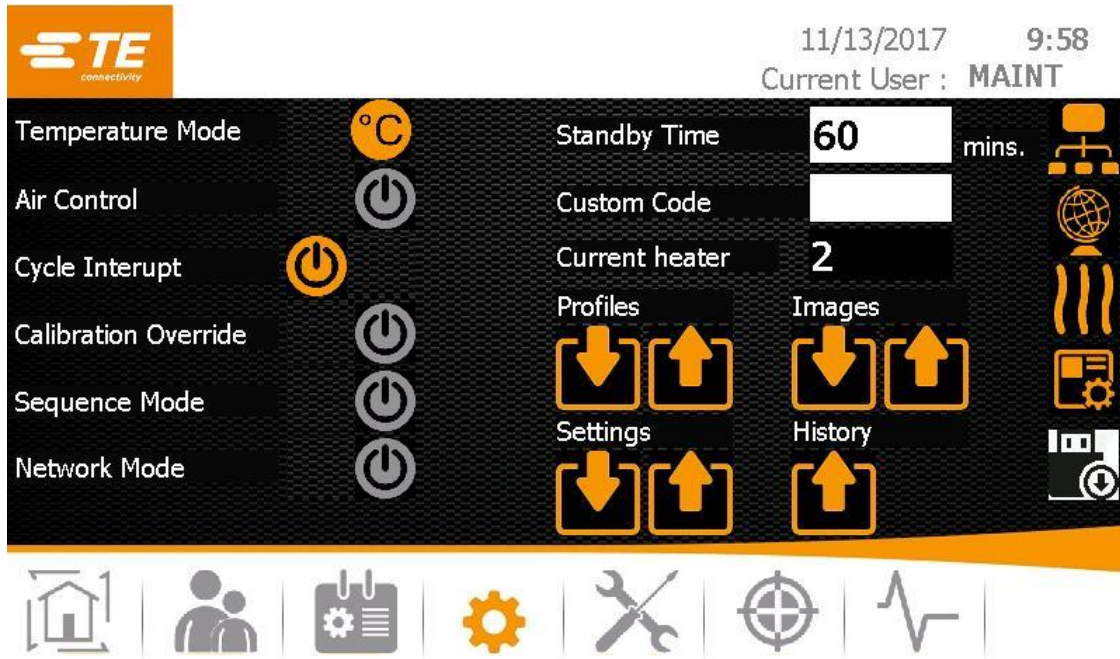 TE
connectivity
11/13/2017 9:58
Current User : MAINT
Temperature Mode °C
Air Control
Cycle Interupt
Calibration Override
Sequence Mode
Network Mode
Standby Time 60 mins.
Custom Code
Current heater 2
Profiles Images
Settings History